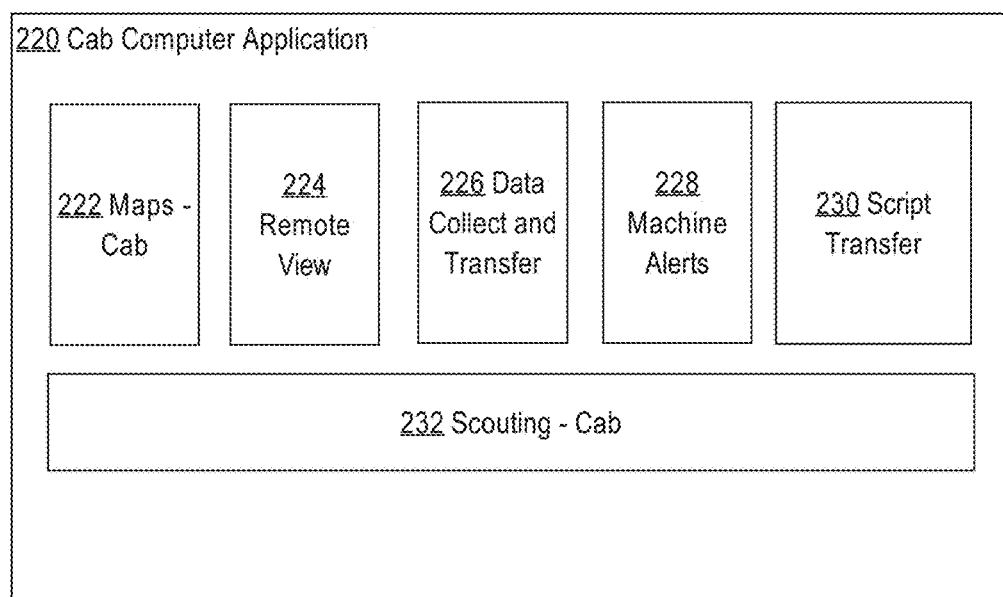 220 Cab Computer Application
222 Maps -
Cab
224
Remote
View
226 Data
Collect and
Transfer
228
Machine
Alerts
230 Script
Transfer
232 Scouting - Cab